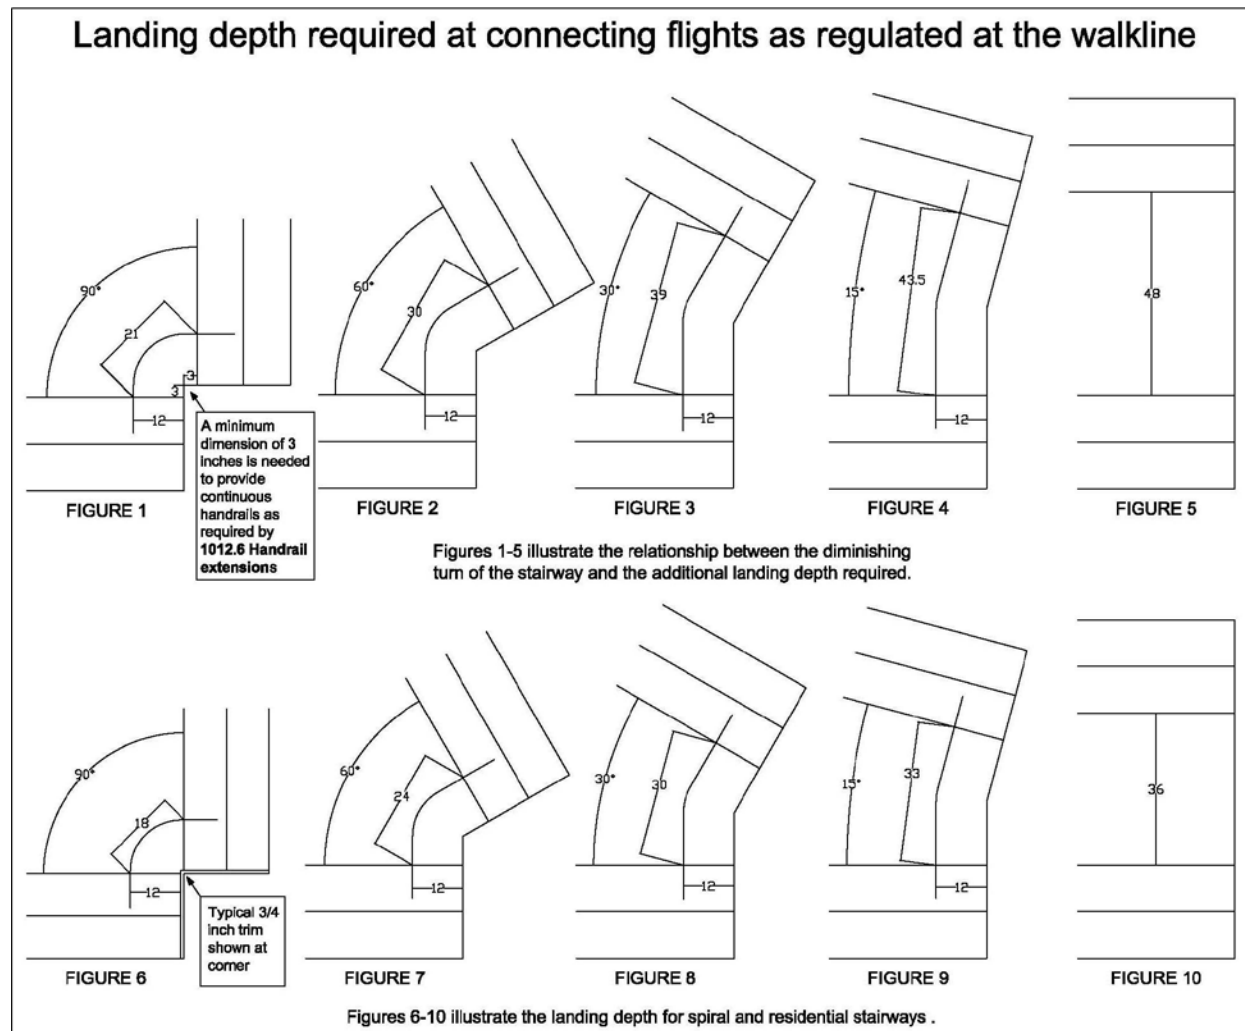 Landing depth required at connecting flights as regulated at the walkline
90°
21
3
3
12
A minimum
dimension of 3
inches is needed
to provide
continuous
handrails as
required by
1012.6 Handrail
extensions
FIGURE 1
60°
30
12
FIGURE 2
30°
39
12
FIGURE 3
15°
43.5
12
FIGURE 4
48
FIGURE 5
Figures 1-5 illustrate the relationship between the diminishing
turn of the stairway and the additional landing depth required.
90°
18
12
Typical 3/4
inch trim
shown at
corner
FIGURE 6
60°
24
12
FIGURE 7
30°
30
12
FIGURE 8
15°
33
12
FIGURE 9
36
FIGURE 10
Figures 6-10 illustrate the landing depth for spiral and residential stairways .